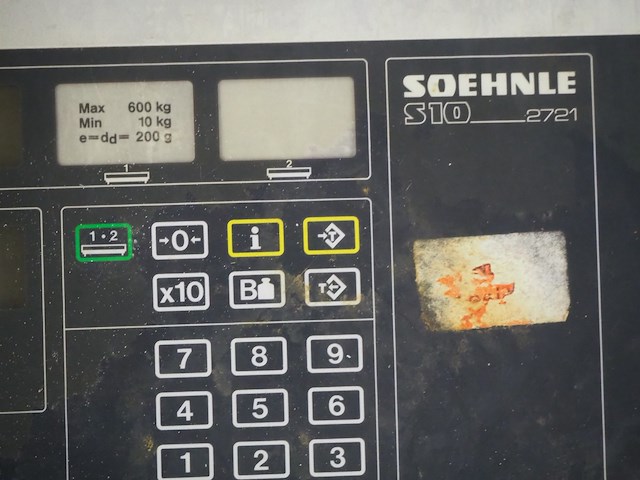 Max 600 kg
Min 10 kg
e=dd= 200 g
1
2
SOEHNLE
S10 2721
1·2
→0←
i
→T
x10
B
T
7
8
9
4
5
6
1
2
3